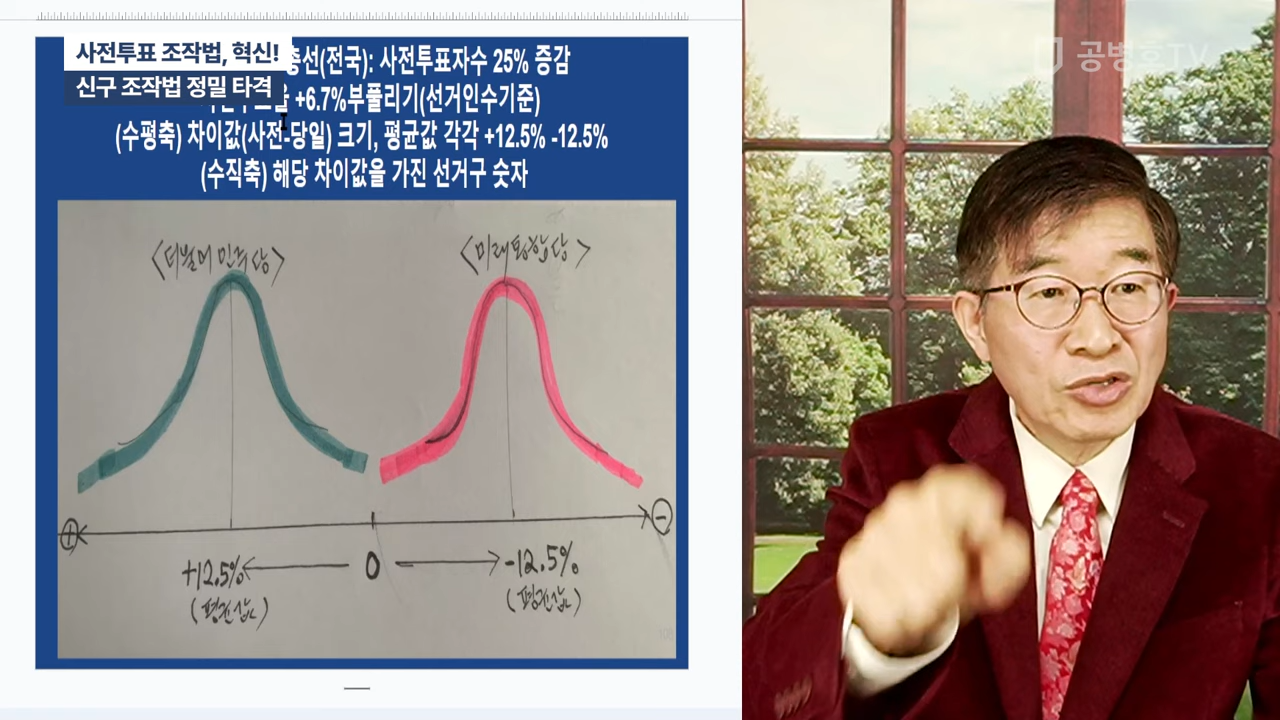 사전투표 조작법, 혁신!
신구 조작법 정밀 타격
총선(전국): 사전투표자수 25% 증감
+6.7%부풀리기(선거인수기준)
(수평축) 차이값(사전-당일) 크기, 평균값 각각 +12.5% -12.5%
(수직축) 해당 차이값을 가진 선거구 숫자
<더불어 민주당>
<미래통합당>
+
-
+12.5%
0
-12.5%
(평균값)
(평균값)
공병호TV